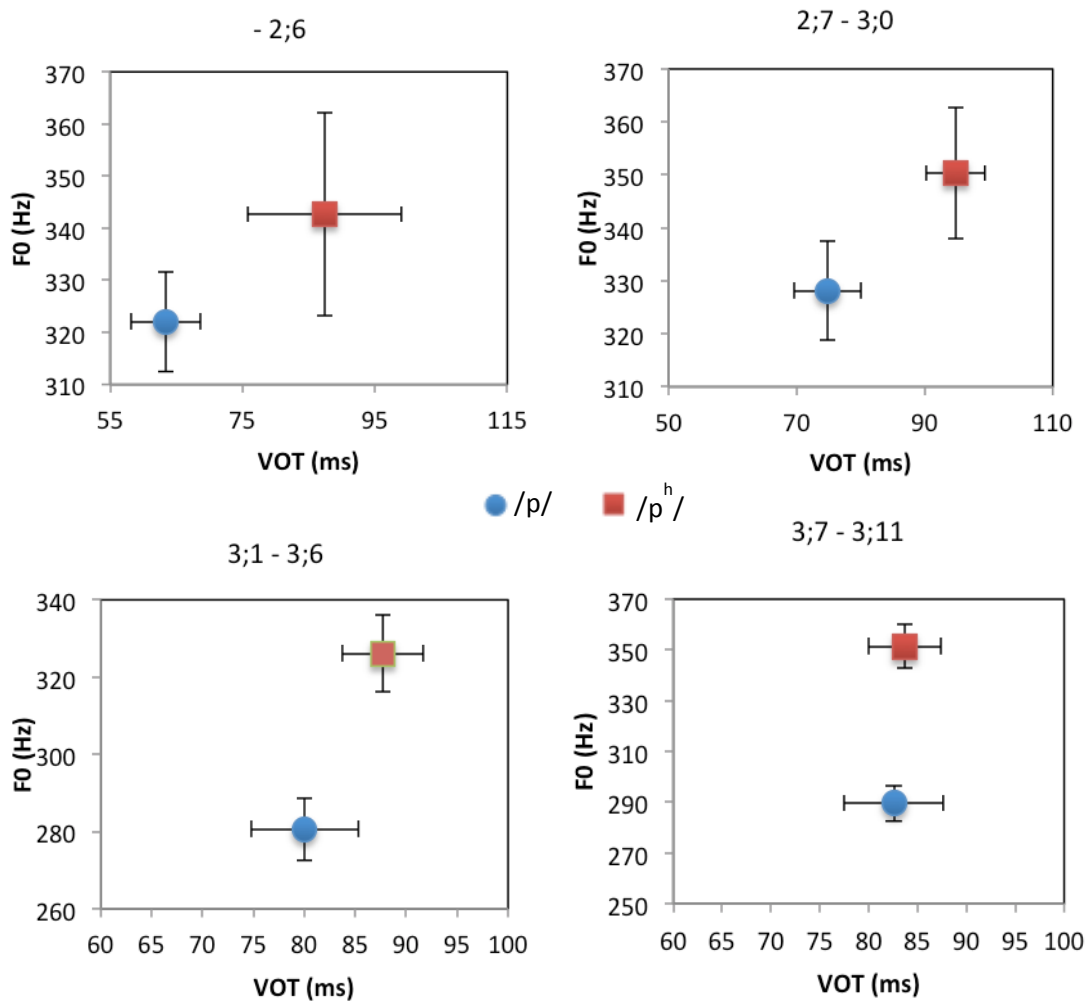 - 2;6
370
360
350
340
330
320
310
F0 (Hz)
55 75 95 115
VOT (ms)
2;7 - 3;0
370
360
350
340
330
320
310
F0 (Hz)
50 70 90 110
VOT (ms)
/p/ /pʰ/
3;1 - 3;6
340
320
300
280
260
F0 (Hz)
60 65 70 75 80 85 90 95 100
VOT (ms)
3;7 - 3;11
370
350
330
310
290
270
250
F0 (Hz)
60 65 70 75 80 85 90 95 100
VOT (ms)